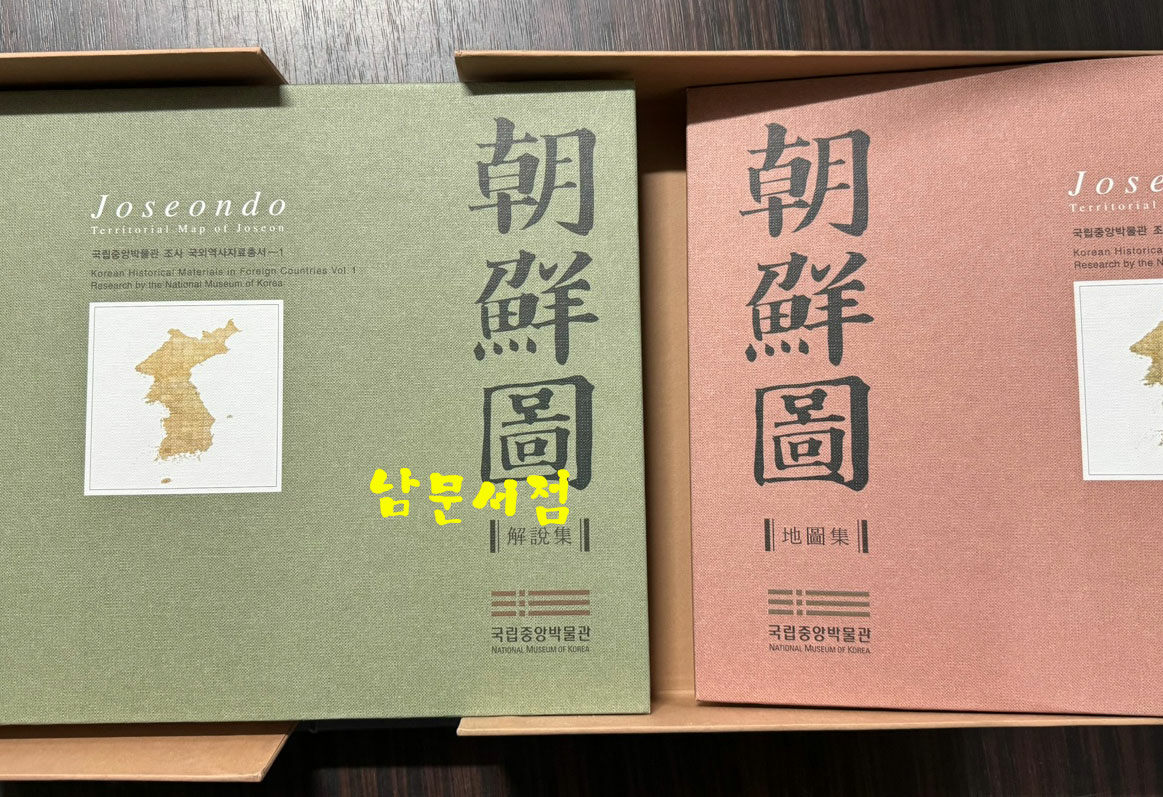 Joseondo
Territorial Map of Joseon
국립중앙박물관 조사 국외역사자료총서—1
Korean Historical Materials in Foreign Countries Vol. 1
Research by the National Museum of Korea
朝鮮圖
解說集
국립중앙박물관
NATIONAL MUSEUM OF KOREA
남문서점
朝鮮圖
地圖集
국립중앙박물관
NATIONAL MUSEUM OF KOREA
Jose
Territorial
국립중앙박물관 조
Korean Historica
Research by the N